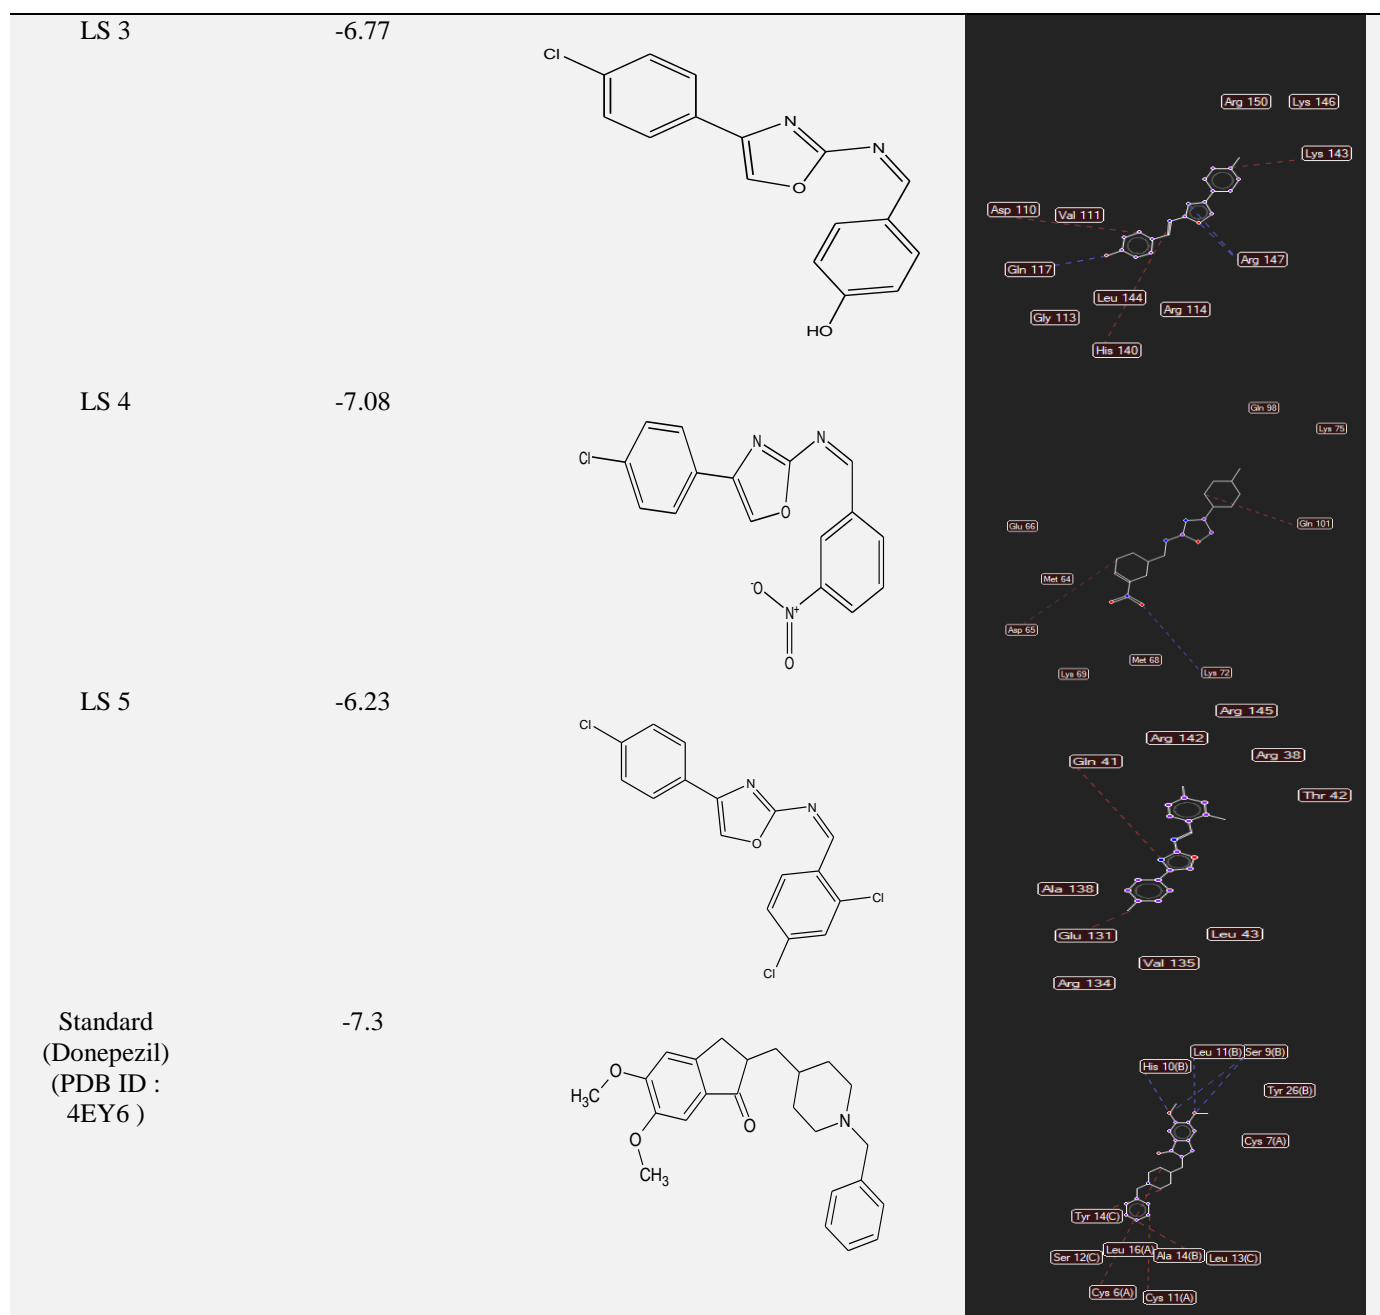 LS 3
-6.77
Cl
N
N
O
HO
Arg 150
Lys 146
Lys 143
Asp 110
Val 111
Gln 117
Arg 147
Leu 144
Arg 114
Gly 113
His 140
LS 4
-7.08
Cl
N
N
O
-O
N+
O
Gln 98
Lys 75
Glu 66
Gln 101
Met 64
Asp 65
Met 68
Lys 69
Lys 72
LS 5
-6.23
Cl
N
N
O
Cl
Cl
Arg 145
Arg 142
Arg 38
Gln 41
Thr 42
Ala 138
Glu 131
Leu 43
Val 135
Arg 134
Standard
(Donepezil)
(PDB ID :
4EY6 )
-7.3
O
H3C
O
CH3
O
N
Leu 11(B)
Ser 9(B)
His 10(B)
Tyr 26(B)
Cys 7(A)
Tyr 14(C)
Ser 12(C)
Leu 16(A)
Ala 14(B)
Leu 13(C)
Cys 6(A)
Cys 11(A)